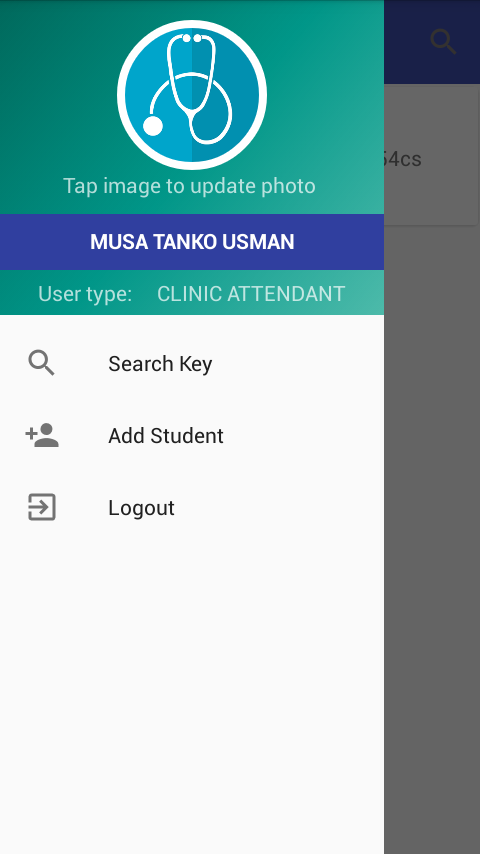 Tap image to update photo
MUSA TANKO USMAN
User type: CLINIC ATTENDANT
54cs
Search Key
Add Student
Logout